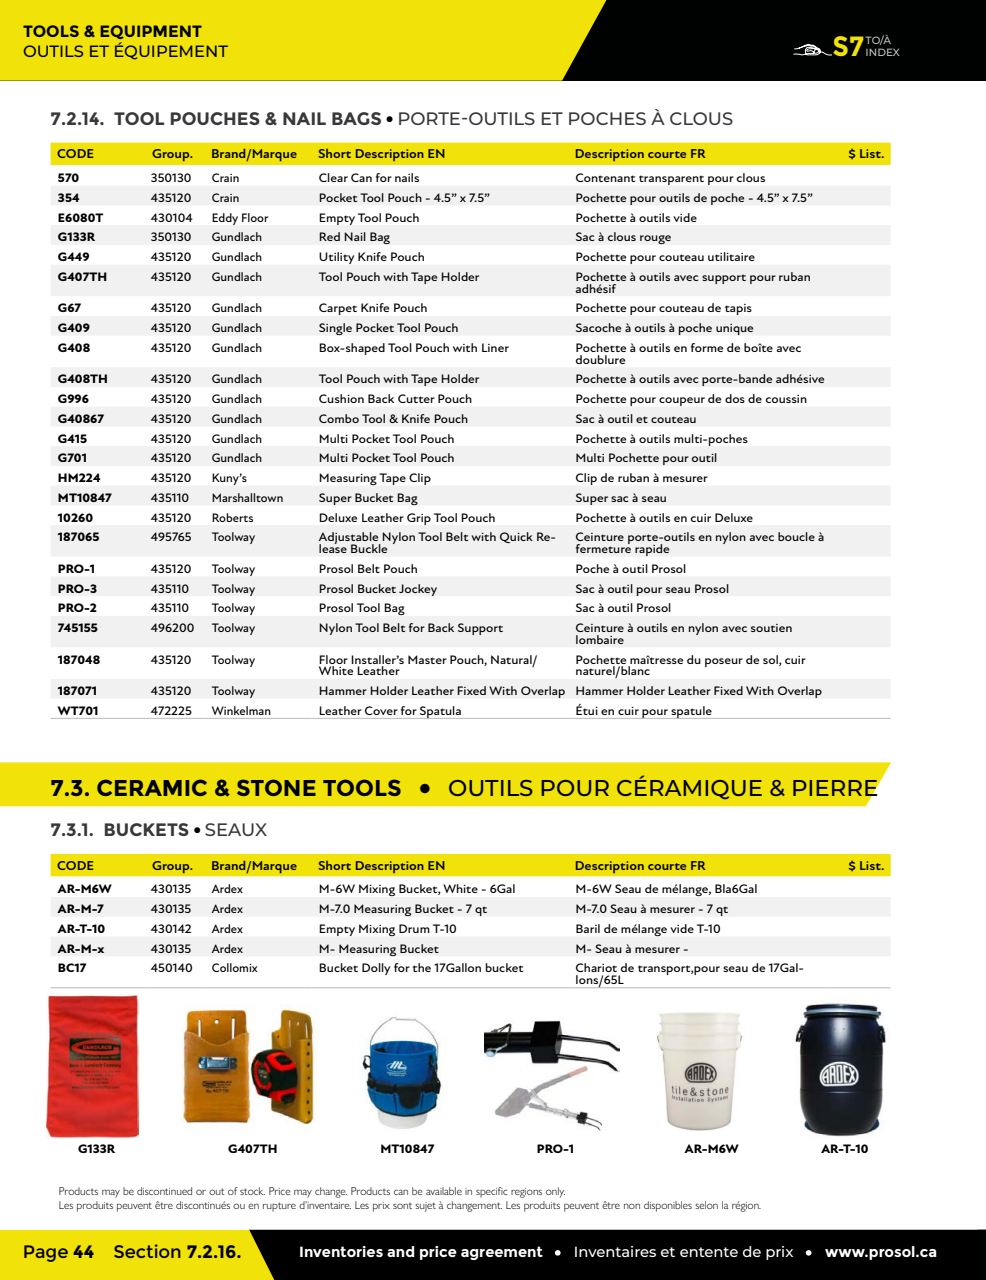 TOOLS & EQUIPMENT
OUTILS ET ÉQUIPEMENT
S7 TO/À
INDEX
7.2.14. TOOL POUCHES & NAIL BAGS • PORTE-OUTILS ET POCHES À CLOUS
CODE Group. Brand/Marque Short Description EN Description courte FR $ List.
570 350130 Crain Clear Can for nails Contenant transparent pour clous
354 435120 Crain Pocket Tool Pouch - 4.5” x 7.5” Pochette pour outils de poche - 4.5” x 7.5”
E6080T 430104 Eddy Floor Empty Tool Pouch Pochette à outils vide
G133R 350130 Gundlach Red Nail Bag Sac à clous rouge
G449 435120 Gundlach Utility Knife Pouch Pochette pour couteau utilitaire
G407TH 435120 Gundlach Tool Pouch with Tape Holder Pochette à outils avec support pour ruban
adhésif
G67 435120 Gundlach Carpet Knife Pouch Pochette pour couteau de tapis
G409 435120 Gundlach Single Pocket Tool Pouch Sacoche à outils à poche unique
G408 435120 Gundlach Box-shaped Tool Pouch with Liner Pochette à outils en forme de boîte avec
doublure
G408TH 435120 Gundlach Tool Pouch with Tape Holder Pochette à outils avec porte-bande adhésive
G996 435120 Gundlach Cushion Back Cutter Pouch Pochette pour coupeur de dos de coussin
G40867 435120 Gundlach Combo Tool & Knife Pouch Sac à outil et couteau
G415 435120 Gundlach Multi Pocket Tool Pouch Pochette à outils multi-poches
G701 435120 Gundlach Multi Pocket Tool Pouch Multi Pochette pour outil
HM224 435120 Kuny’s Measuring Tape Clip Clip de ruban à mesurer
MT10847 435110 Marshalltown Super Bucket Bag Super sac à seau
10260 435120 Roberts Deluxe Leather Grip Tool Pouch Pochette à outils en cuir Deluxe
187065 495765 Toolway Adjustable Nylon Tool Belt with Quick Re- Ceinture porte-outils en nylon avec boucle à
lease Buckle fermeture rapide
PRO-1 435120 Toolway Prosol Belt Pouch Poche à outil Prosol
PRO-3 435110 Toolway Prosol Bucket Jockey Sac à outil pour seau Prosol
PRO-2 435110 Toolway Prosol Tool Bag Sac à outil Prosol
745155 496200 Toolway Nylon Tool Belt for Back Support Ceinture à outils en nylon avec soutien
lombaire
187048 435120 Toolway Floor Installer’s Master Pouch, Natural/ Pochette maîtresse du poseur de sol, cuir
White Leather naturel/blanc
187071 435120 Toolway Hammer Holder Leather Fixed With Overlap Hammer Holder Leather Fixed With Overlap
WT701 472225 Winkelman Leather Cover for Spatula Étui en cuir pour spatule
7.3. CERAMIC & STONE TOOLS • OUTILS POUR CÉRAMIQUE & PIERRE
7.3.1. BUCKETS • SEAUX
CODE Group. Brand/Marque Short Description EN Description courte FR $ List.
AR-M6W 430135 Ardex M-6W Mixing Bucket, White - 6Gal M-6W Seau de mélange, Bla6Gal
AR-M-7 430135 Ardex M-7.0 Measuring Bucket - 7 qt M-7.0 Seau à mesurer - 7 qt
AR-T-10 430142 Ardex Empty Mixing Drum T-10 Baril de mélange vide T-10
AR-M-x 430135 Ardex M- Measuring Bucket M- Seau à mesurer -
BC17 450140 Collomix Bucket Dolly for the 17Gallon bucket Chariot de transport,pour seau de 17Gal-
lons/65L
GUNDLACH
ARDEX
tile&stone
Installation Systems
ARDEX
G133R G407TH MT10847 PRO-1 AR-M6W AR-T-10
Products may be discontinued or out of stock. Price may change. Products can be available in specific regions only.
Les produits peuvent être discontinués ou en rupture d’inventaire. Les prix sont sujet à changement. Les produits peuvent être non disponibles selon la région.
Page 44 Section 7.2.16. Inventories and price agreement • Inventaires et entente de prix • www.prosol.ca